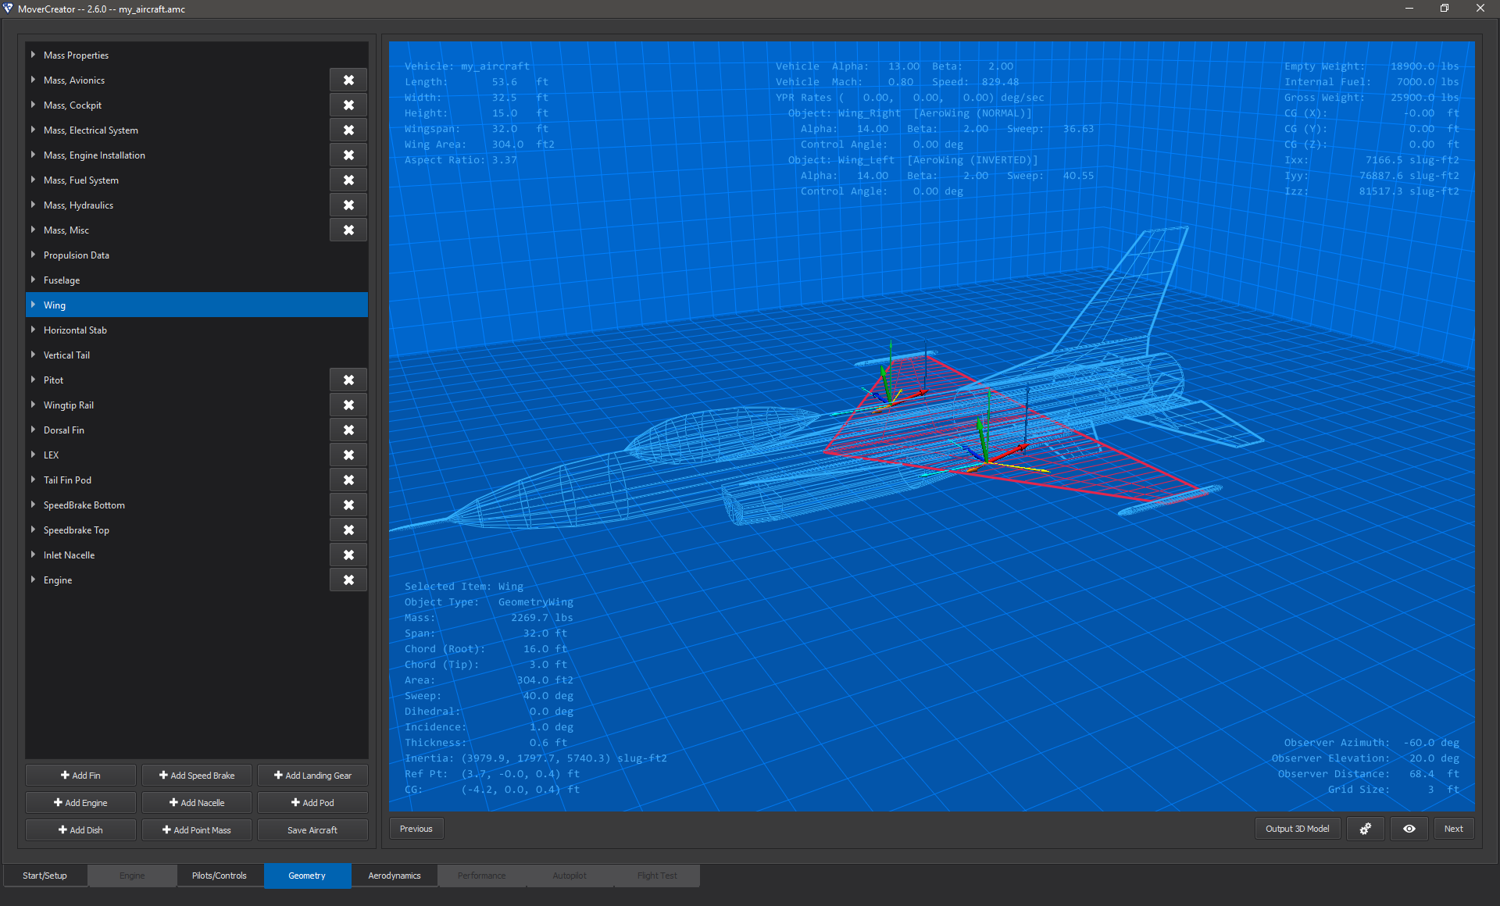 MoverCreator -- 2.6.0 -- my_aircraft.amc
Mass Properties
Mass, Avionics
Mass, Cockpit
Mass, Electrical System
Mass, Engine Installation
Mass, Fuel System
Mass, Hydraulics
Mass, Misc
Propulsion Data
Fuselage
Wing
Horizontal Stab
Vertical Tail
Pitot
Wingtip Rail
Dorsal Fin
LEX
Tail Fin Pod
SpeedBrake Bottom
Speedbrake Top
Inlet Nacelle
Engine
Add Fin
Add Speed Brake
Add Landing Gear
Add Engine
Add Nacelle
Add Pod
Add Dish
Add Point Mass
Save Aircraft
Vehicle: my_aircraft
Length: 53.6 ft
Width: 32.5 ft
Height: 15.0 ft
Wingspan: 32.0 ft
Wing Area: 304.0 ft2
Aspect Ratio: 3.37
Vehicle Alpha: 13.00 Beta: 2.00
Vehicle Mach: 0.80 Speed: 829.48
YPR Rates ( 0.00, 0.00, 0.00) deg/sec
Object: Wing_Right [AeroWing (NORMAL)]
Alpha: 14.00 Beta: 2.00 Sweep: 36.63
Control Angle: 0.00 deg
Object: Wing_Left [AeroWing (INVERTED)]
Alpha: 14.00 Beta: 2.00 Sweep: 40.55
Control Angle: 0.00 deg
Empty Weight: 18900.0 lbs
Internal Fuel: 7000.0 lbs
Gross Weight: 25900.0 lbs
CG (X): -0.00 ft
CG (Y): 0.00 ft
CG (Z): 0.00 ft
Ixx: 7166.5 slug-ft2
Iyy: 76887.6 slug-ft2
Izz: 81517.3 slug-ft2
Selected Item: Wing
Object Type: GeometryWing
Mass: 2269.7 lbs
Span: 32.0 ft
Chord (Root): 16.0 ft
Chord (Tip): 3.0 ft
Area: 304.0 ft2
Sweep: 40.0 deg
Dihedral: 0.0 deg
Incidence: 1.0 deg
Thickness: 0.6 ft
Inertia: (3979.9, 1797.7, 5740.3) slug-ft2
Ref Pt: (3.7, -0.0, 0.4) ft
CG: (-4.2, 0.0, 0.4) ft
Observer Azimuth: -60.0 deg
Observer Elevation: 20.0 deg
Observer Distance: 68.4 ft
Grid Size: 3 ft
Previous
Output 3D Model
Next
Start/Setup
Engine
Pilots/Controls
Geometry
Aerodynamics
Performance
Autopilot
Flight Test